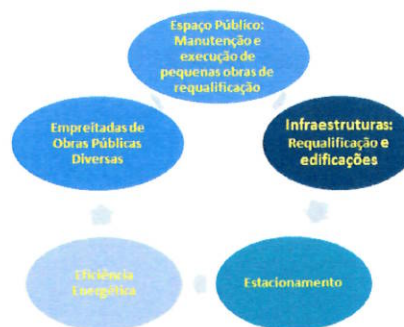 Espaço Público:
Manutenção e
execução de
pequenas obras de
requalificação
Empreitadas de
Obras Públicas
Diversas
Infraestruturas:
Requalificação e
edificações
Eficiência
Energética
Estacionamento